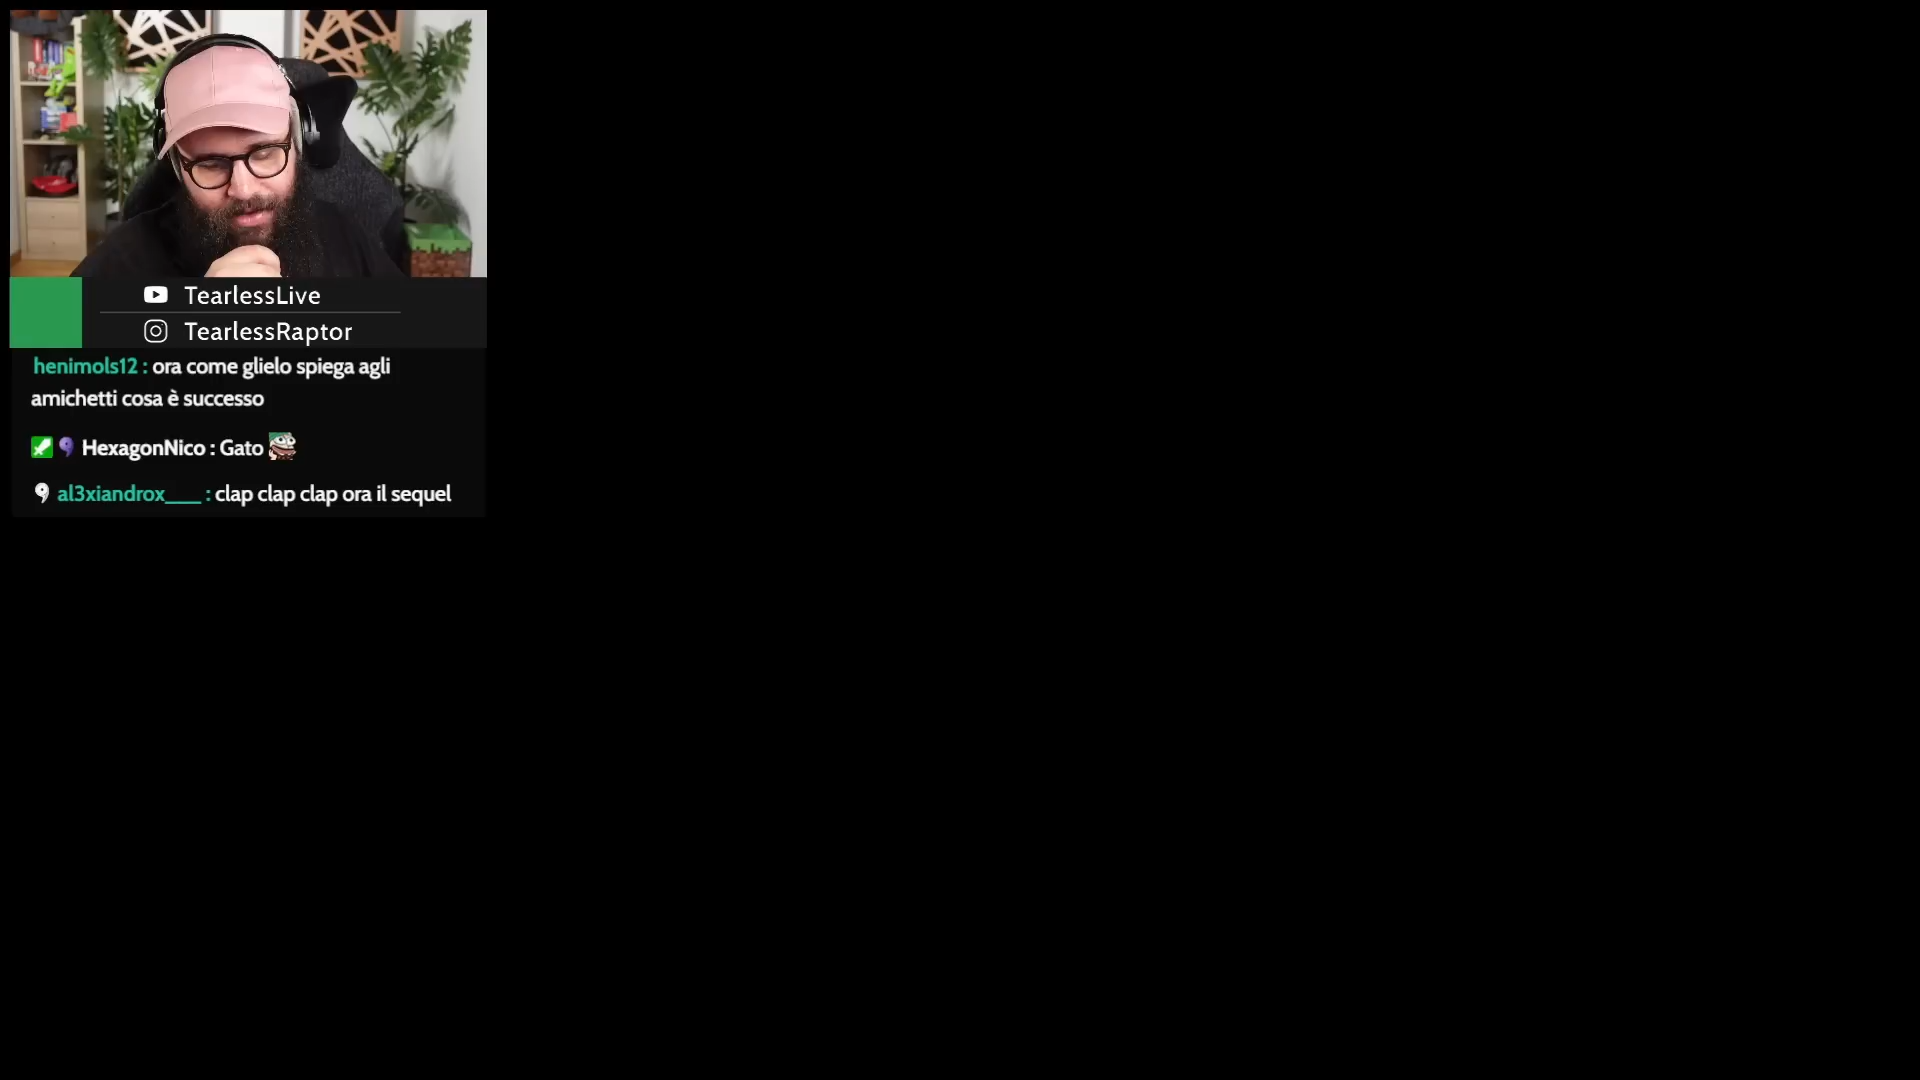 TearlessLive
TearlessRaptor
henimols12 : ora come glielo spiega agli
amichetti cosa è successo
HexagonNico : Gato
al3xiandrox___ : clap clap clap ora il sequel